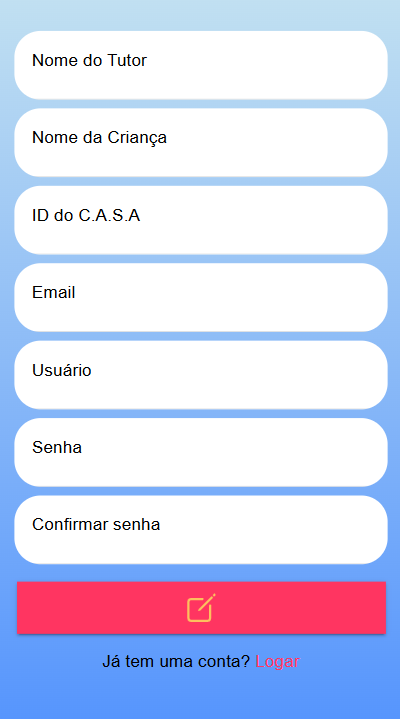 Nome do Tutor
Nome da Criança
ID do C.A.S.A
Email
Usuário
Senha
Confirmar senha
Já tem uma conta? Logar